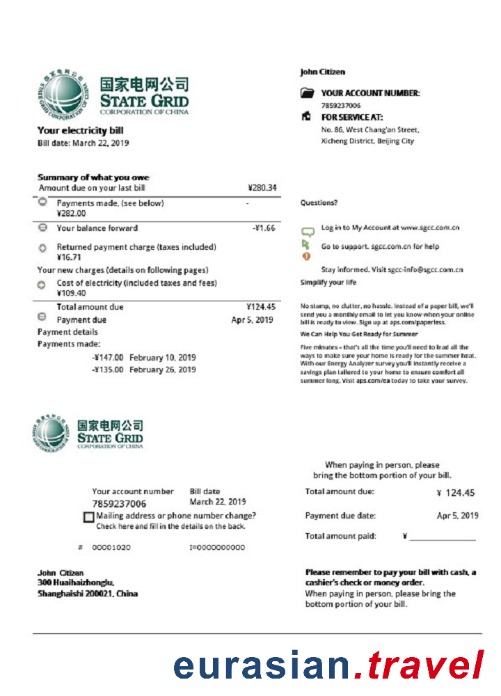 国家电网公司
STATE GRID
CORPORATION OF CHINA
Your electricity bill
Bill date: March 22, 2019
John Citizen
YOUR ACCOUNT NUMBER:
7859237006
FOR SERVICE AT:
No. 86, West Chang'an Street,
Xicheng District, Beijing City
Summary of what you owe
Amount due on your last bill ¥280.34
Payments made, (see below) -
¥282.00
Your balance forward -¥1.66
Returned payment charge (taxes included)
¥16.71
Your new charges (details on following pages)
Cost of electricity (included taxes and fees)
¥109.40
Total amount due ¥124.45
Payment due Apr 5, 2019
Payment details
Payments made:
-¥147.00 February 10, 2019
-¥135.00 February 26, 2019
Questions?
Log in to My Account at www.sgcc.com.cn
Go to support. sgcc.com.cn for help
Stay informed. Visit sgcc-info@sgcc.com.cn
Simplify your life
No stamp, no clutter, no hassle. Instead of a paper bill, we'll
send you a monthly email to let you know when your online
bill is ready to view. Sign up at aps.com/paperless.
We Can Help You Get Ready for Summer
Five minutes – that's all the time you'll need to lead all the
ways to make sure your home is ready for the summer heat.
With our Energy Analyzer survey you'll instantly receive a
savings plan tailored to your home to ensure comfort all
summer long. Visit aps.com/ea today to take your survey.
国家电网公司
STATE GRID
CORPORATION OF CHINA
When paying in person, please
bring the bottom portion of your bill.
Your account number Bill date
7859237006 March 22, 2019
Mailing address or phone number change?
Check here and fill in the details on the back.
# 00001020 I=0000000000
Total amount due: ¥ 124.45
Payment due date: Apr 5, 2019
Total amount paid: ¥
John Citizen
300 Huaihaizhonglu,
Shanghaishi 200021, China
Please remember to pay your bill with cash, a
cashier's check or money order.
When paying in person, please bring the
bottom portion of your bill.
eurasian.travel